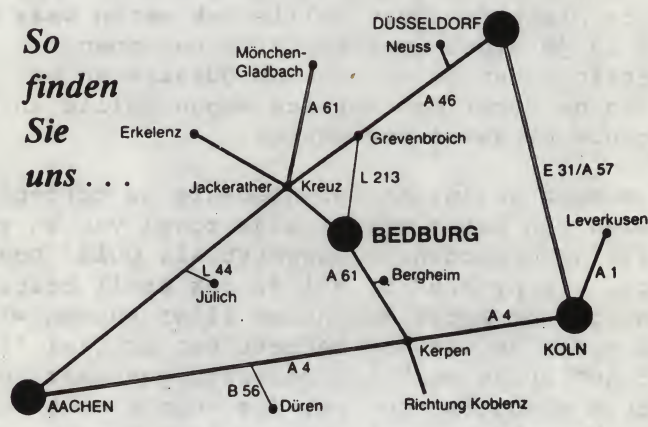 So
finden
Sie
uns . . .
DÜSSELDORF
Neuss
Mönchen-
Gladbach
A 61
A 46
Erkelenz
Grevenbroich
Jackerather Kreuz
L 213
E 31/A 57
Leverkusen
BEDBURG
A 1
L 44
Jülich
A 61
Bergheim
A 4
KÖLN
Kerpen
A 4
AACHEN
B 56
Düren
Richtung Koblenz